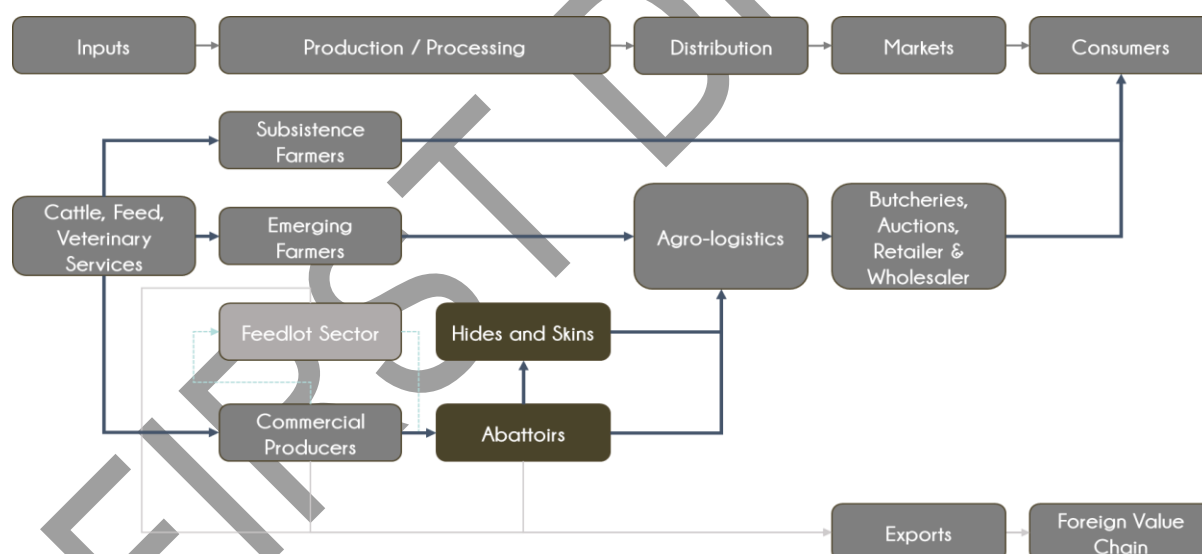 Inputs
Production / Processing
Distribution
Markets
Consumers
Subsistence
Farmers
Cattle, Feed,
Veterinary
Services
Emerging
Farmers
Agro-logistics
Butcheries,
Auctions,
Retailer &
Wholesaler
Feedlot Sector
Hides and Skins
Commercial
Producers
Abattoirs
Exports
Foreign Value
Chain
FIRST D